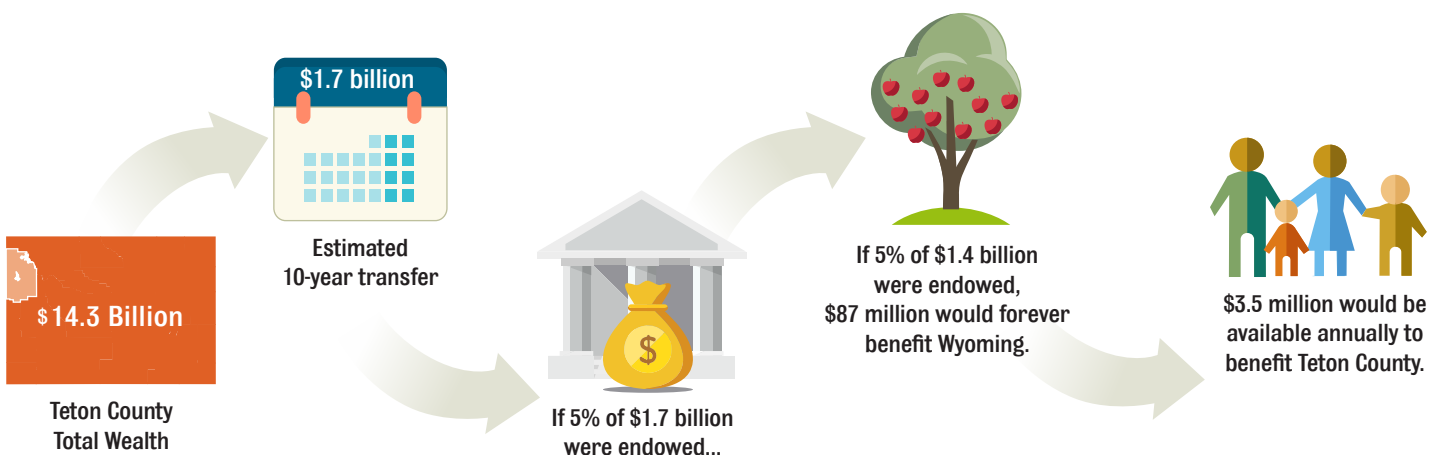 $14.3 Billion
Teton County
Total Wealth
$1.7 billion
Estimated
10-year transfer
$
If 5% of $1.7 billion
were endowed...
If 5% of $1.4 billion
were endowed,
$87 million would forever
benefit Wyoming.
$3.5 million would be
available annually to
benefit Teton County.